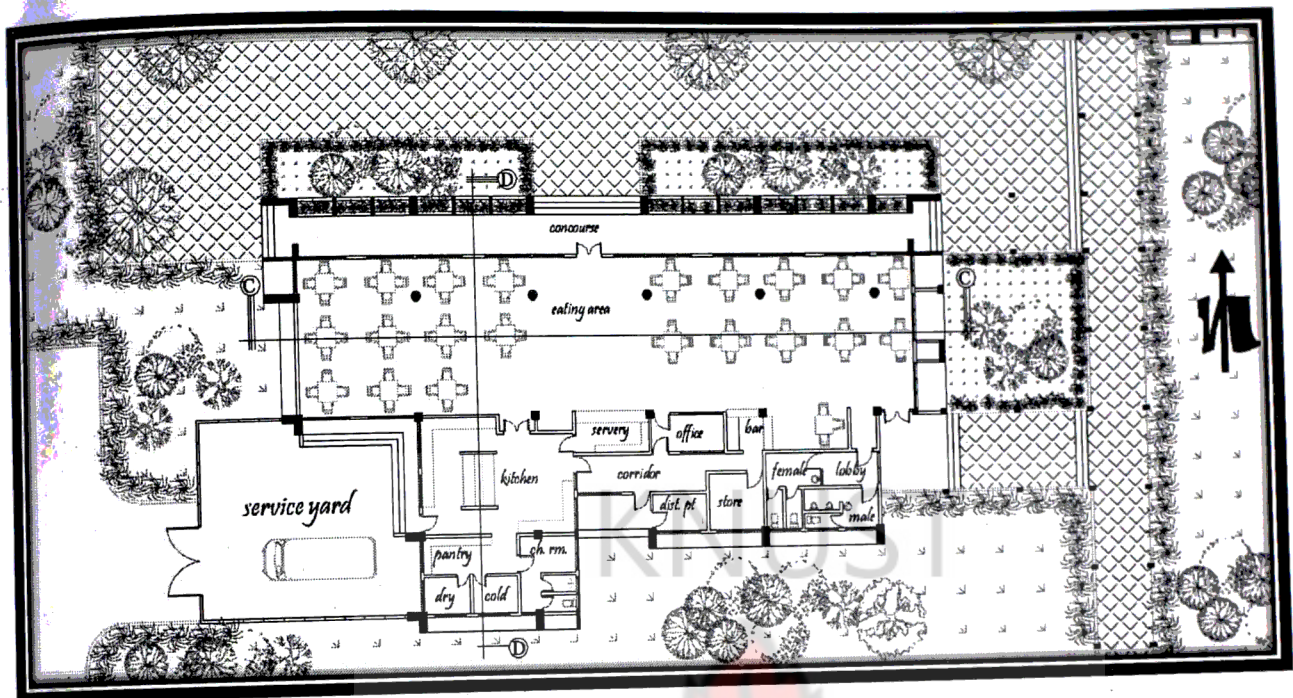 D
concourse
C
C
eating area
servery
office
bar
kitchen
corridor
female
lobby
service yard
dist. pt
store
male
pantry
ch. rm.
dry
cold
D
N
KNUST